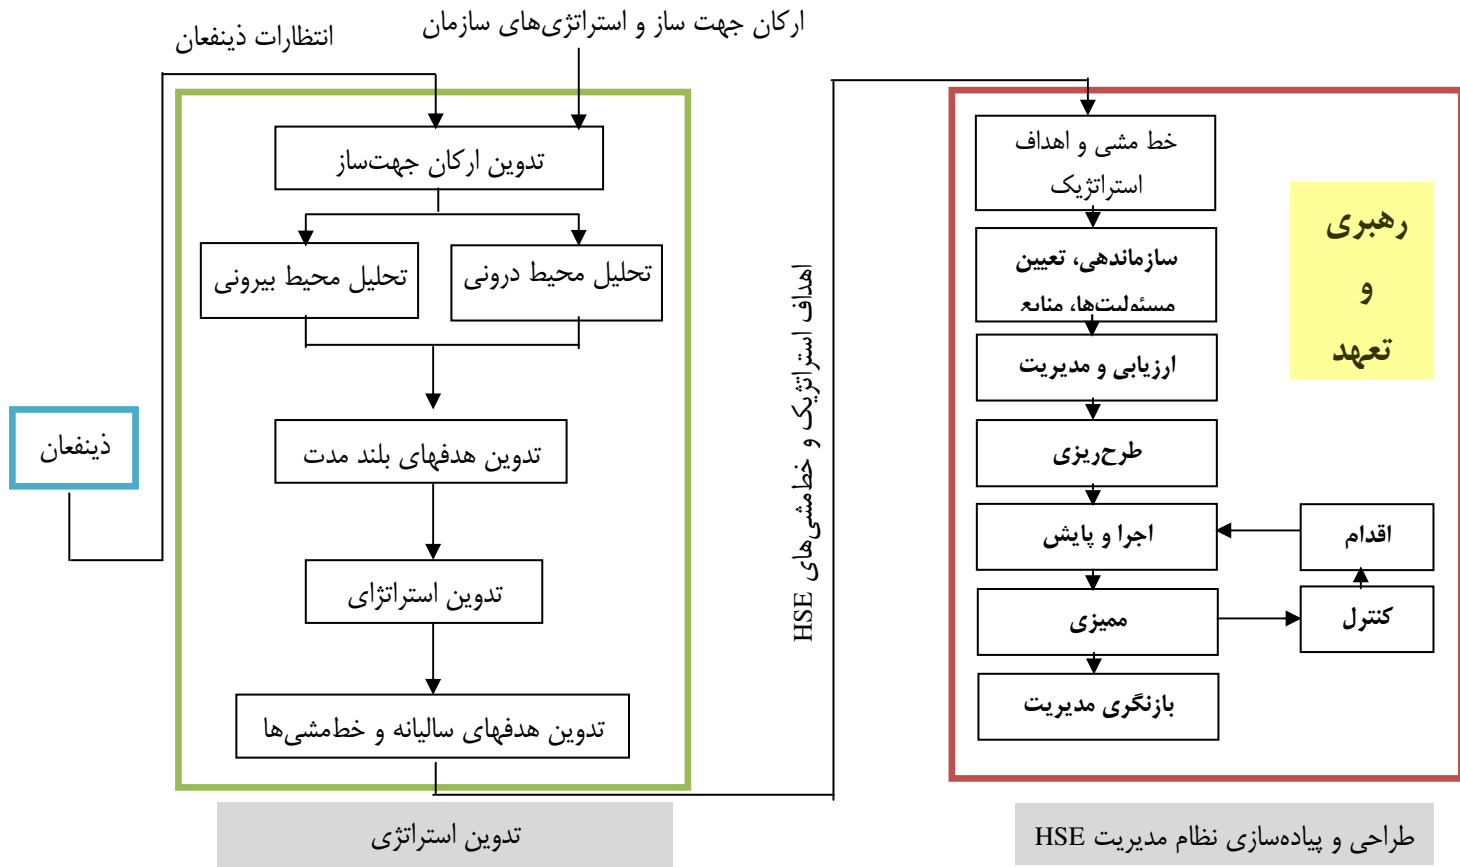 ارکان جهت ساز و استراتژی‌های سازمان
انتظارات ذینفعان
ذینفعان
تدوین ارکان جهت‌ساز
تحلیل محیط درونی
تحلیل محیط بیرونی
تدوین هدفهای بلند مدت
تدوین استراتژای
تدوین هدفهای سالیانه و خط‌مشی‌ها
تدوین استراتژی
اهداف استراتژیک و خط‌مشی‌های HSE
خط مشی و اهداف
استراتژیک
سازماندهی، تعیین
مسئولیت‌ها، منابع
ارزیابی و مدیریت
طرح‌ریزی
اجرا و پایش
ممیزی
بازنگری مدیریت
اقدام
کنترل
رهبری
و
تعهد
طراحی و پیاده‌سازی نظام مدیریت HSE